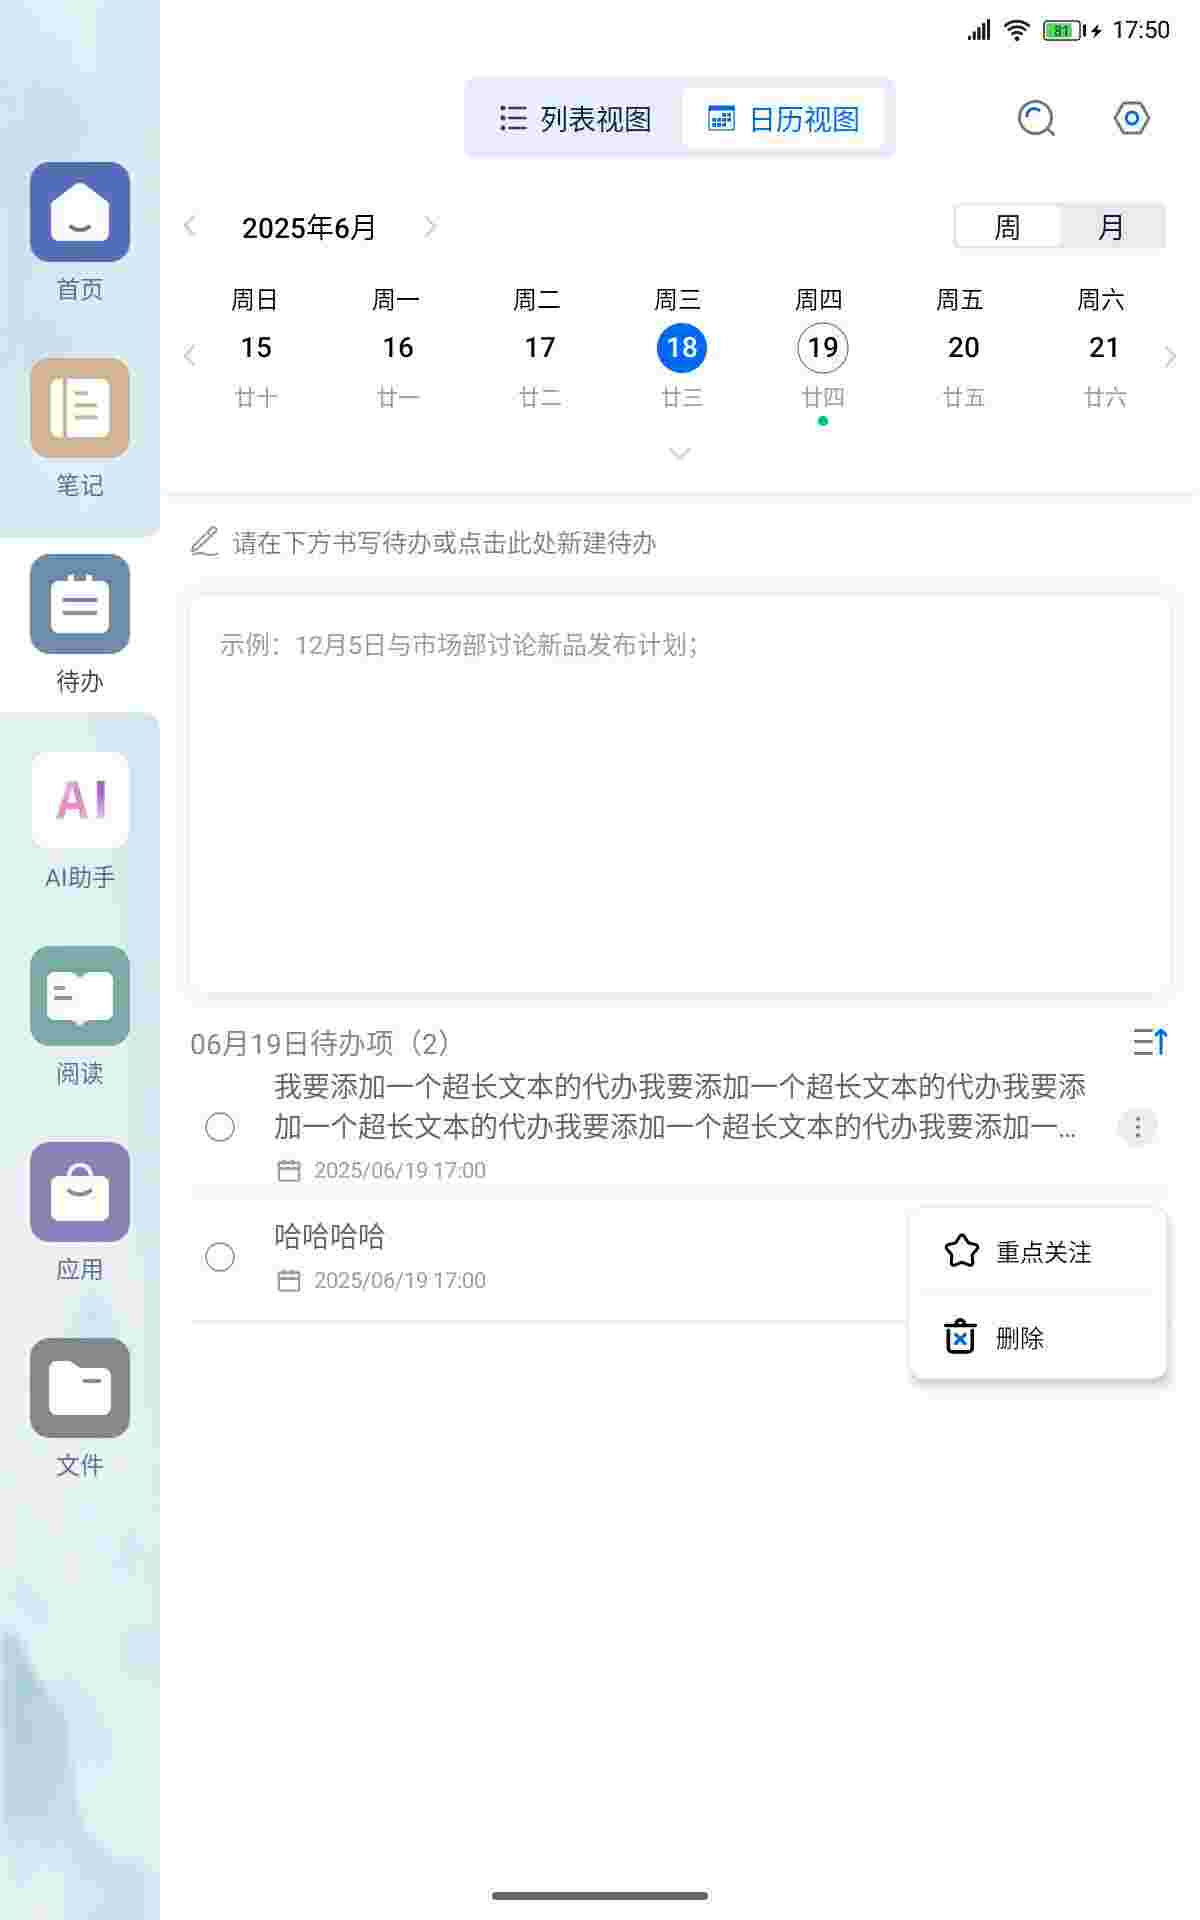 81 17:50
列表视图 日历视图
首页
笔记
待办
AI
AI助手
阅读
应用
文件
2025年6月
周 月
周日 周一 周二 周三 周四 周五 周六
15 16 17 18 19 20 21
廿十 廿一 廿二 廿三 廿四 廿五 廿六
请在下方书写待办或点击此处新建待办
示例：12月5日与市场部讨论新品发布计划；
06月19日待办项（2）
我要添加一个超长文本的代办我要添加一个超长文本的代办我要添
加一个超长文本的代办我要添加一个超长文本的代办我要添加一...
2025/06/19 17:00
哈哈哈哈
2025/06/19 17:00
重点关注
删除